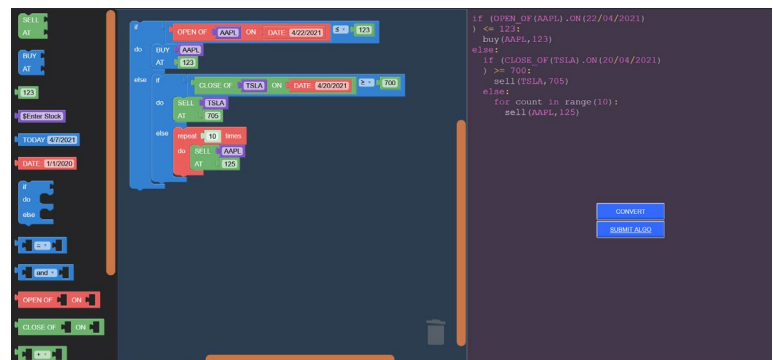 SELL
AT
BUY
AT
123
$Enter Stock
TODAY 4/7/2021
DATE 1/1/2020
if
do
else
=
and
OPEN OF ON
CLOSE OF ON
+
if OPEN OF AAPL ON DATE 4/22/2021 ≤ 123
do BUY AAPL
AT 123
else if CLOSE OF TSLA ON DATE 4/20/2021 ≥ 700
do SELL TSLA
AT 705
else repeat 10 times
do SELL AAPL
AT 125
if (OPEN_OF(AAPL).ON(22/04/2021)
) <= 123:
buy(AAPL,123)
else:
if (CLOSE_OF(TSLA).ON(20/04/2021)
) >= 700:
sell(TSLA,705)
else:
for count in range(10):
sell(AAPL,125)
CONVERT
SUBMIT ALGO